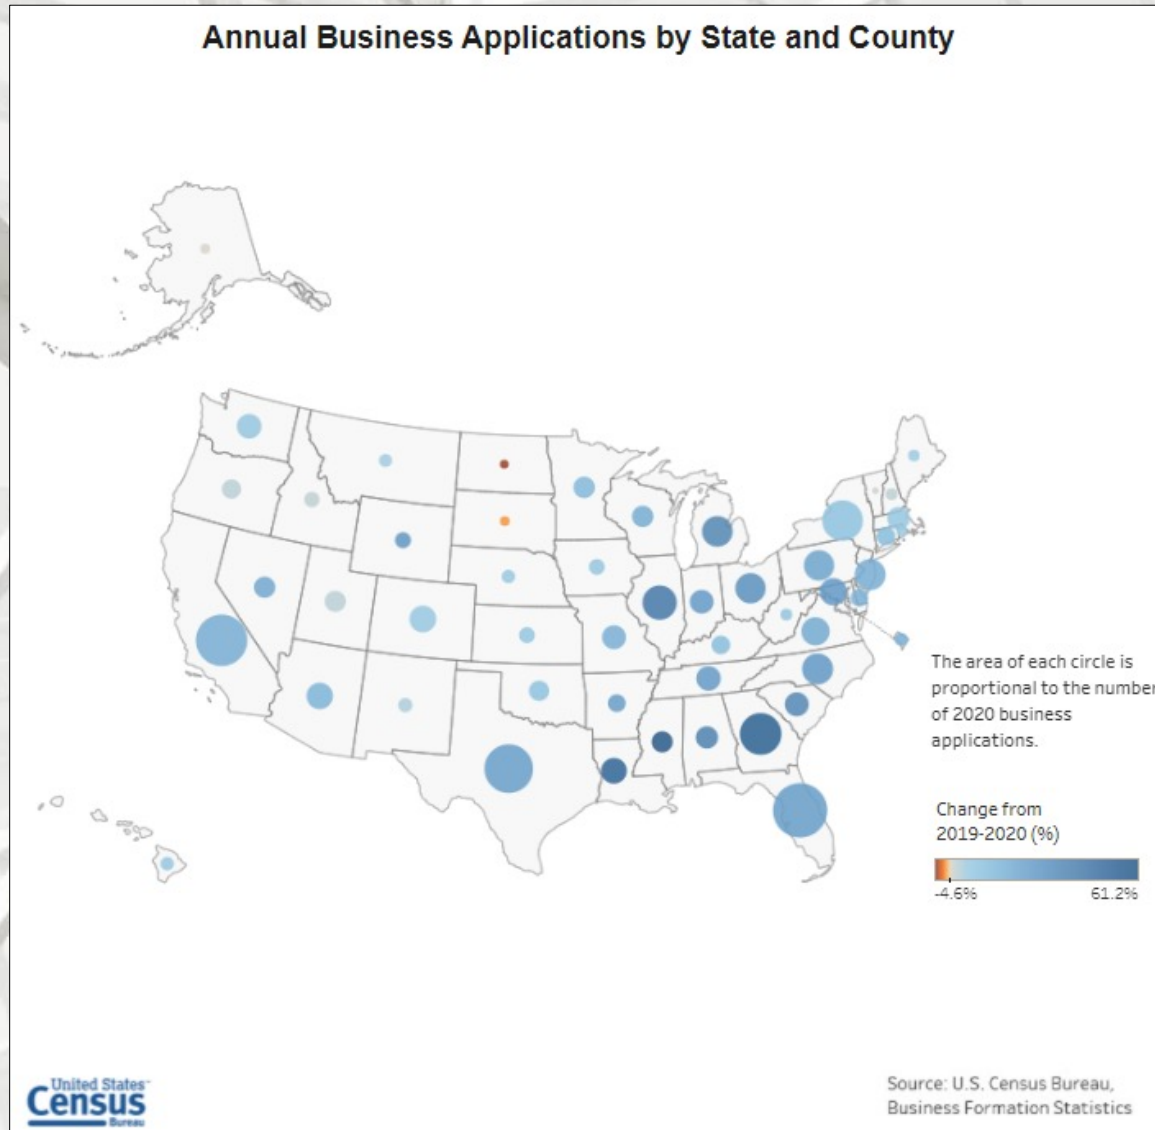 Annual Business Applications by State and County
The area of each circle is
proportional to the number
of 2020 business
applications.
Change from
2019-2020 (%)
-4.6% 61.2%
United States
Census
Bureau
Source: U.S. Census Bureau,
Business Formation Statistics